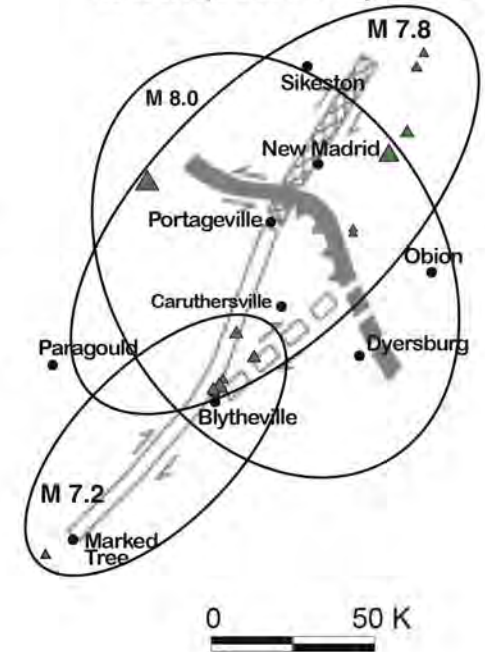 M 7.8
Sikeston
M 8.0
New Madrid
Portageville
Obion
Caruthersville
Paragould
Dyersburg
Blytheville
M 7.2
Marked
Tree
0 50 K